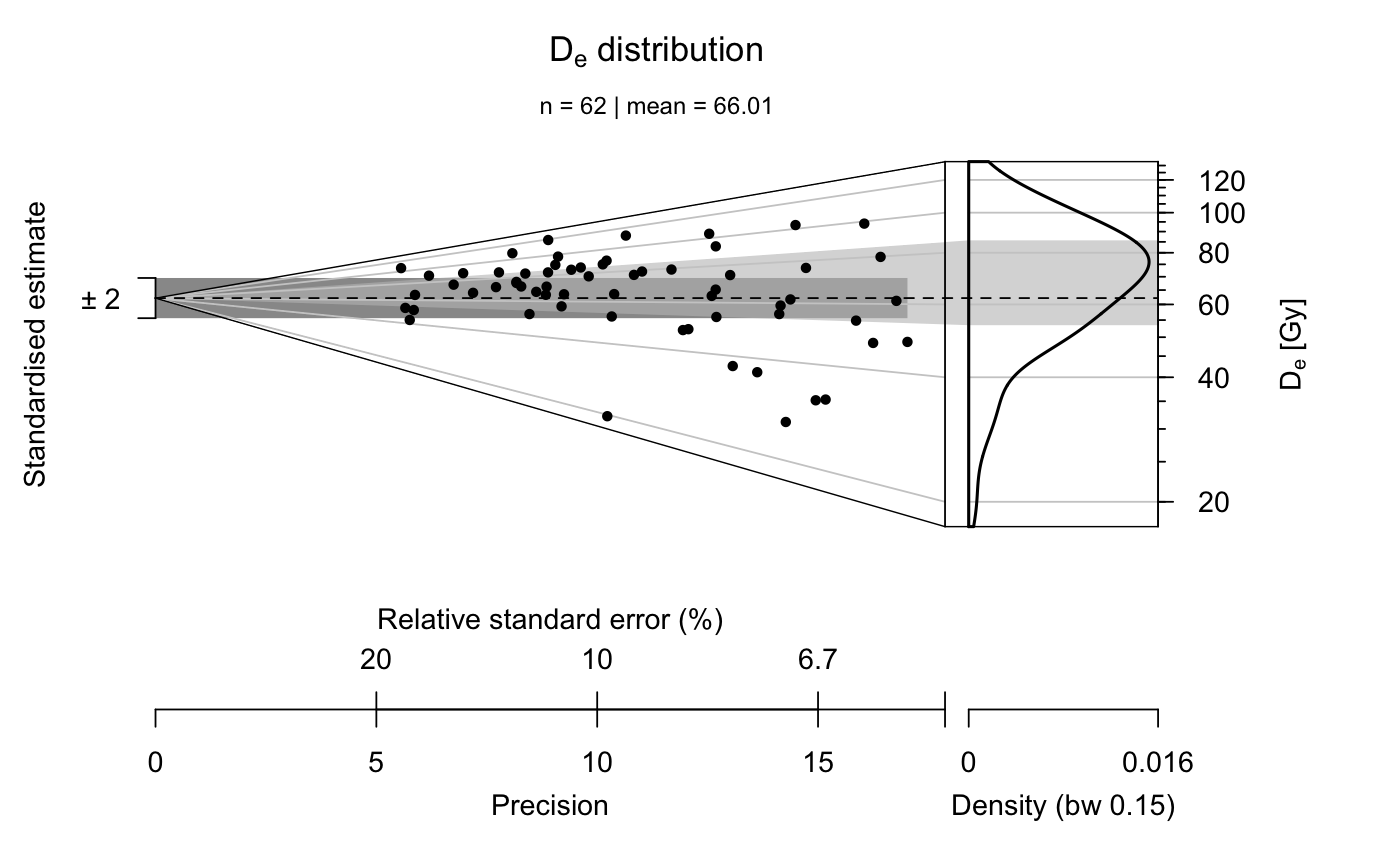 De distribution
n = 62 | mean = 66.01
Standardised estimate
± 2
120
100
80
60
40
20
De [Gy]
Relative standard error (%)
20 10 6.7
0 5 10 15
Precision
0 0.016
Density (bw 0.15)